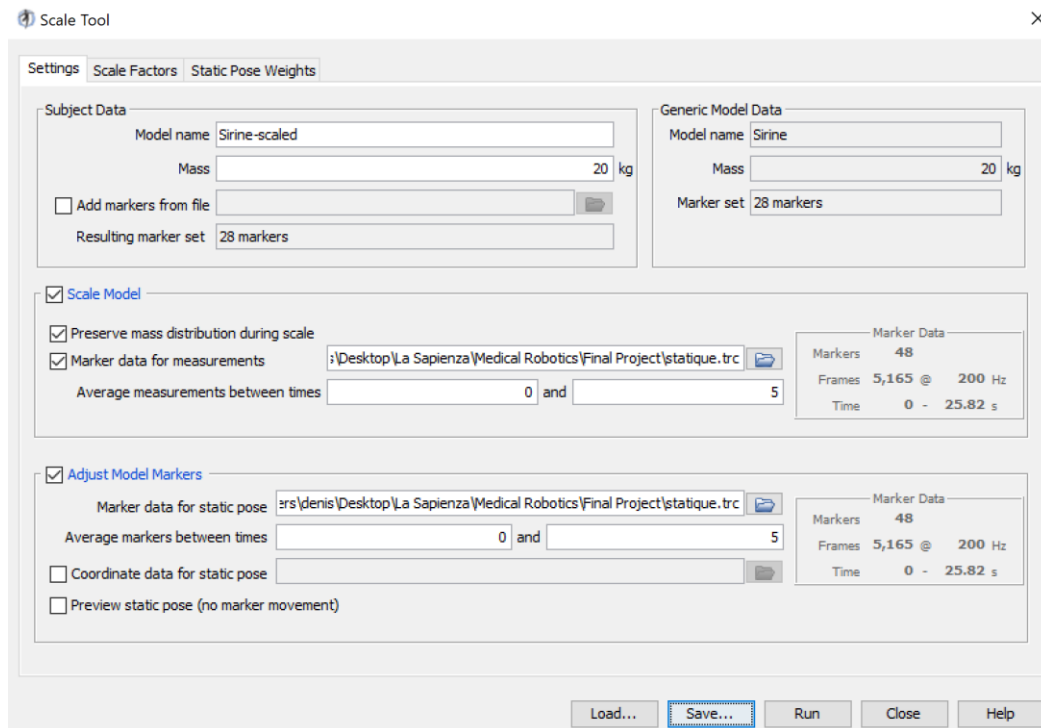 Scale Tool
Settings Scale Factors Static Pose Weights
Subject Data
Model name Sirine-scaled
Mass 20 kg
Add markers from file
Resulting marker set 28 markers
Generic Model Data
Model name Sirine
Mass 20 kg
Marker set 28 markers
Scale Model
Preserve mass distribution during scale
Marker data for measurements s\Desktop\La Sapienza\Medical Robotics\Final Project\statique.trc
Average measurements between times 0 and 5
Marker Data
Markers 48
Frames 5,165 @ 200 Hz
Time 0 - 25.82 s
Adjust Model Markers
Marker data for static pose ers\denis\Desktop\La Sapienza\Medical Robotics\Final Project\statique.trc
Average markers between times 0 and 5
Coordinate data for static pose
Preview static pose (no marker movement)
Marker Data
Markers 48
Frames 5,165 @ 200 Hz
Time 0 - 25.82 s
Load... Save... Run Close Help